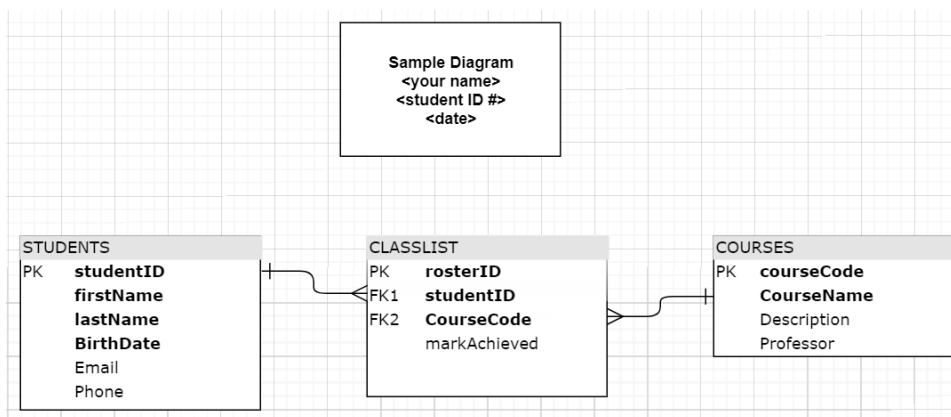 Sample Diagram
<your name>
<student ID #>
<date>
STUDENTS
PK studentID
firstName
lastName
BirthDate
Email
Phone
CLASSLIST
PK rosterID
FK1 studentID
FK2 CourseCode
markAchieved
COURSES
PK courseCode
CourseName
Description
Professor